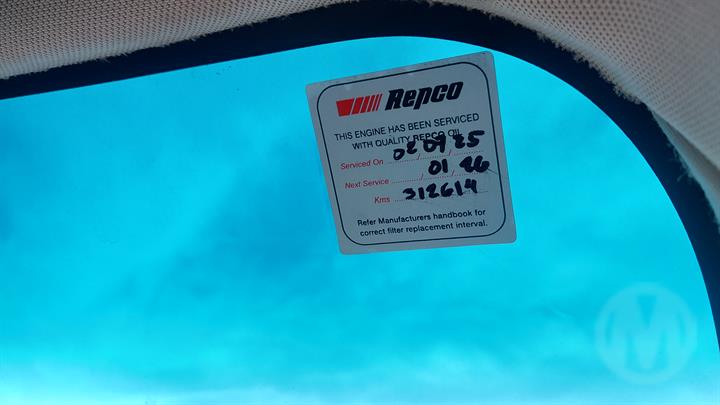 Repco
THIS ENGINE HAS BEEN SERVICED
WITH QUALITY REPCO OIL
Serviced On 02/09/25
Next Service / 01 / 26
Kms 212614
Refer Manufacturers handbook for
correct filter replacement interval.
M